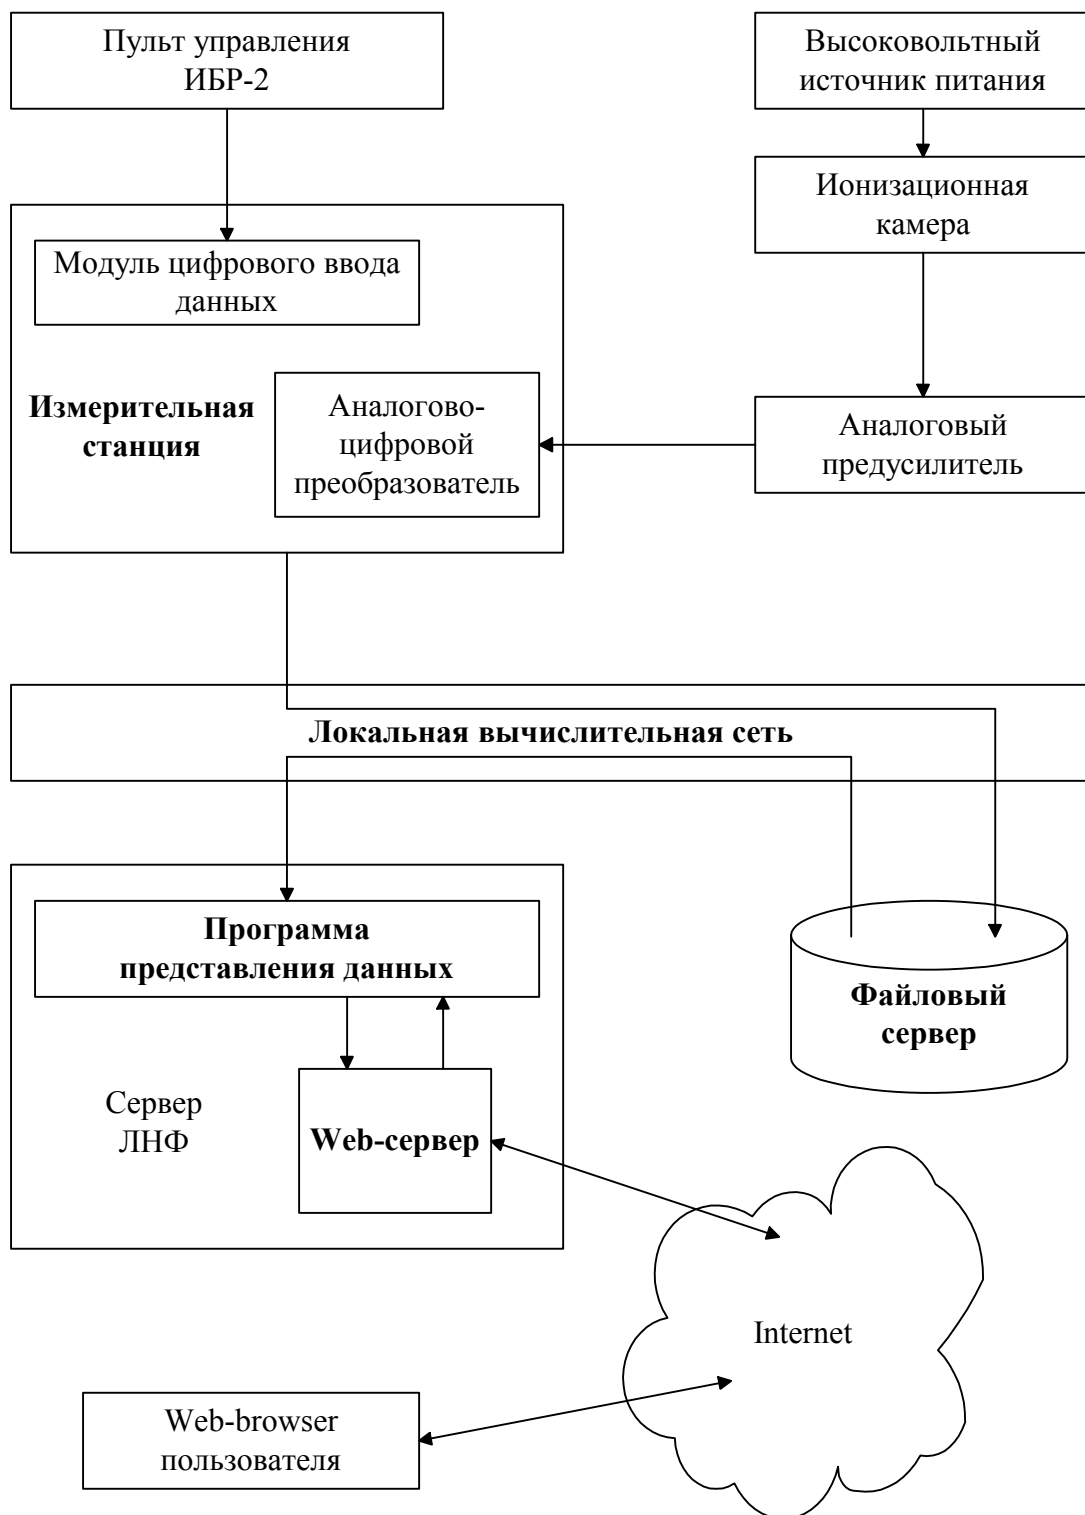 Пульт управления
ИБР-2
Высоковольтный
источник питания
Ионизационная
камера
Модуль цифрового ввода
данных
Измерительная
станция
Аналогово-
цифровой
преобразователь
Аналоговый
предусилитель
Локальная вычислительная сеть
Программа
представления данных
Файловый
сервер
Сервер
ЛНФ
Web-сервер
Internet
Web-browser
пользователя